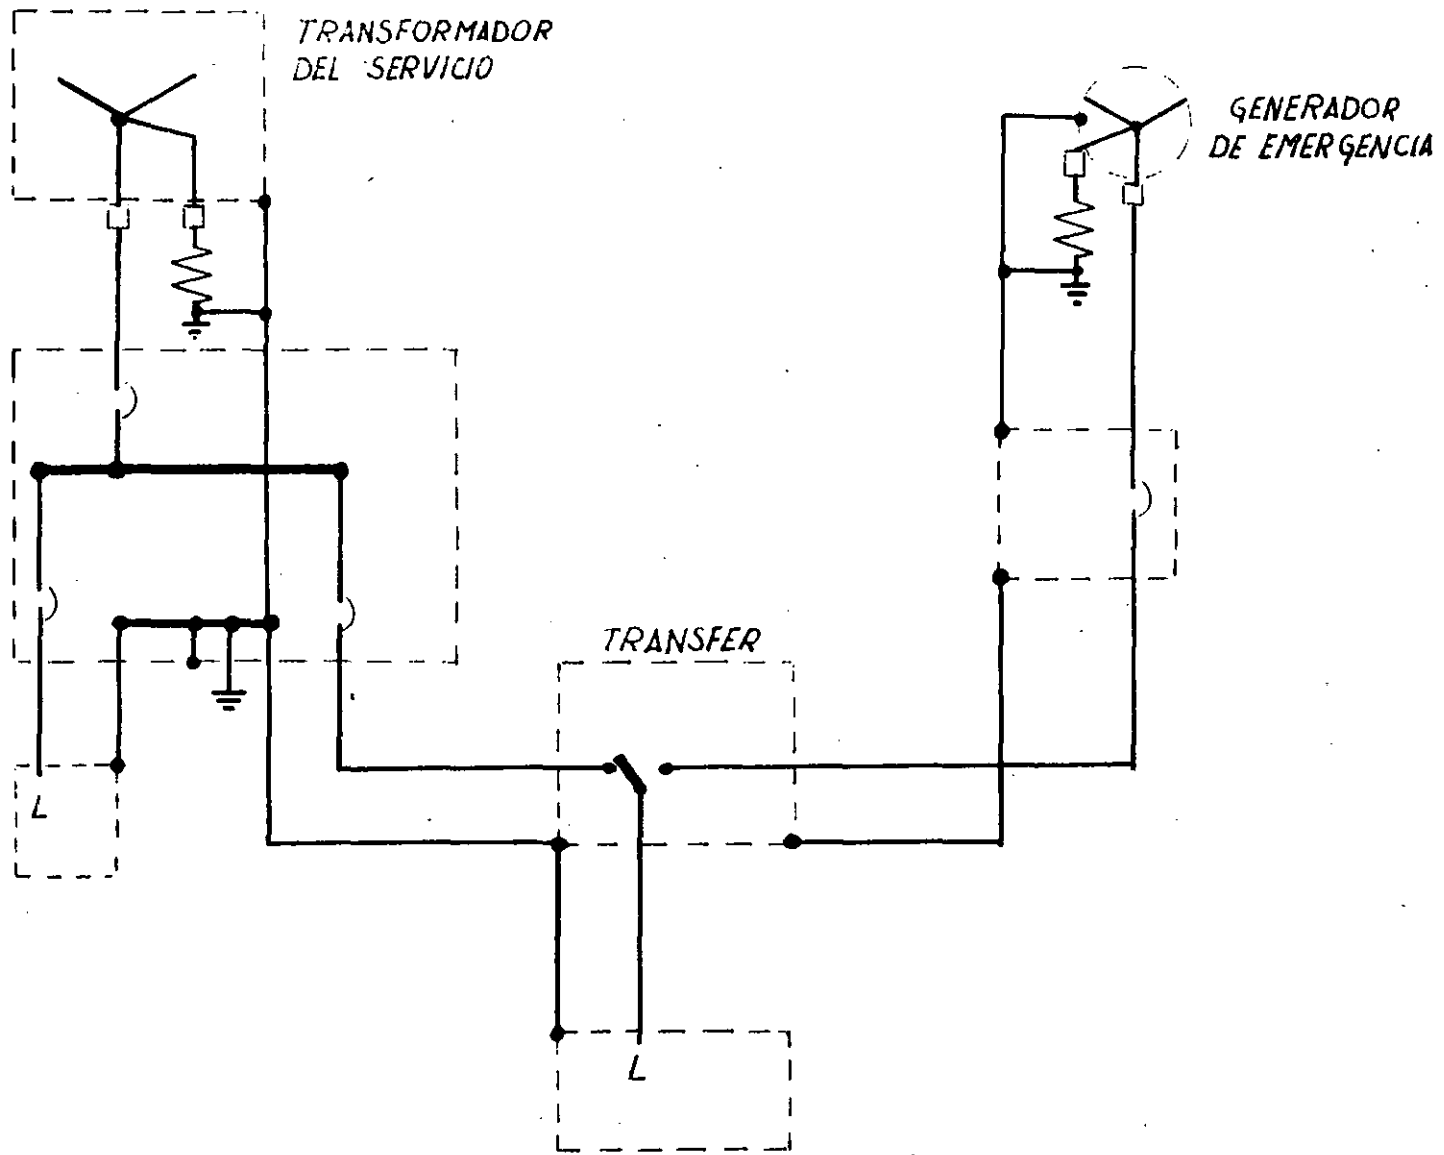 TRANSFORMADOR
DEL SERVICIO
GENERADOR
DE EMERGENCIA
TRANSFER
L
L